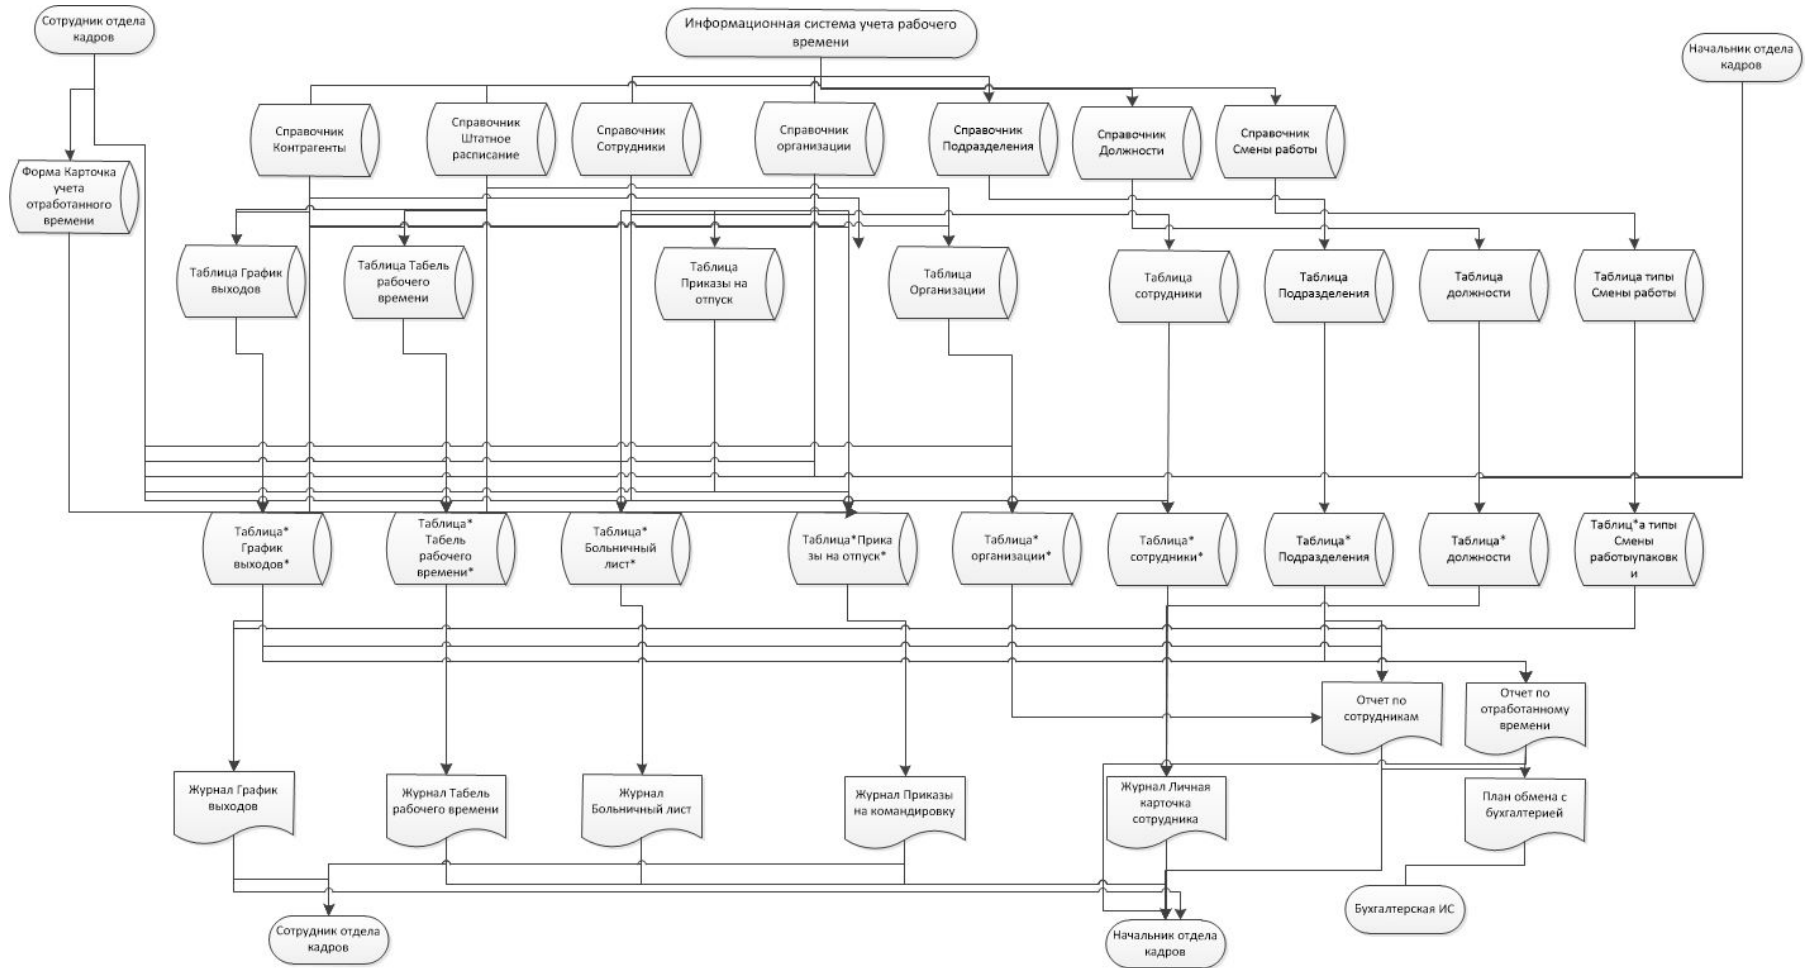 Сотрудник отдела
кадров
Информационная система учета рабочего
времени
Начальник отдела
кадров
Справочник
Контрагенты
Справочник
Штатное
расписание
Справочник
Сотрудники
Справочник
организации
Справочник
Подразделения
Справочник
Должности
Справочник
Смены работы
Форма Карточка
учета
отработанного
времени
Таблица График
выходов
Таблица Табель
рабочего
времени
Таблица
Приказы на
отпуск
Таблица
Организации
Таблица
сотрудники
Таблица
Подразделения
Таблица
должности
Таблица типы
Смены работы
Таблица*
График
выходов*
Таблица*
Табель
рабочего
времени*
Таблица*
Больничный
лист*
Таблица*Прика
зы на отпуск*
Таблица*
организации*
Таблица*
сотрудники*
Таблица*
Подразделения
Таблица*
должности
Таблиц*а типы
Смены
работыупаковк
и
Отчет по
сотрудникам
Отчет по
отработанному
времени
Журнал График
выходов
Журнал Табель
рабочего времени
Журнал
Больничный лист
Журнал Приказы
на командировку
Журнал Личная
карточка
сотрудника
План обмена с
бухгалтерией
Сотрудник отдела
кадров
Начальник отдела
кадров
Бухгалтерская ИС